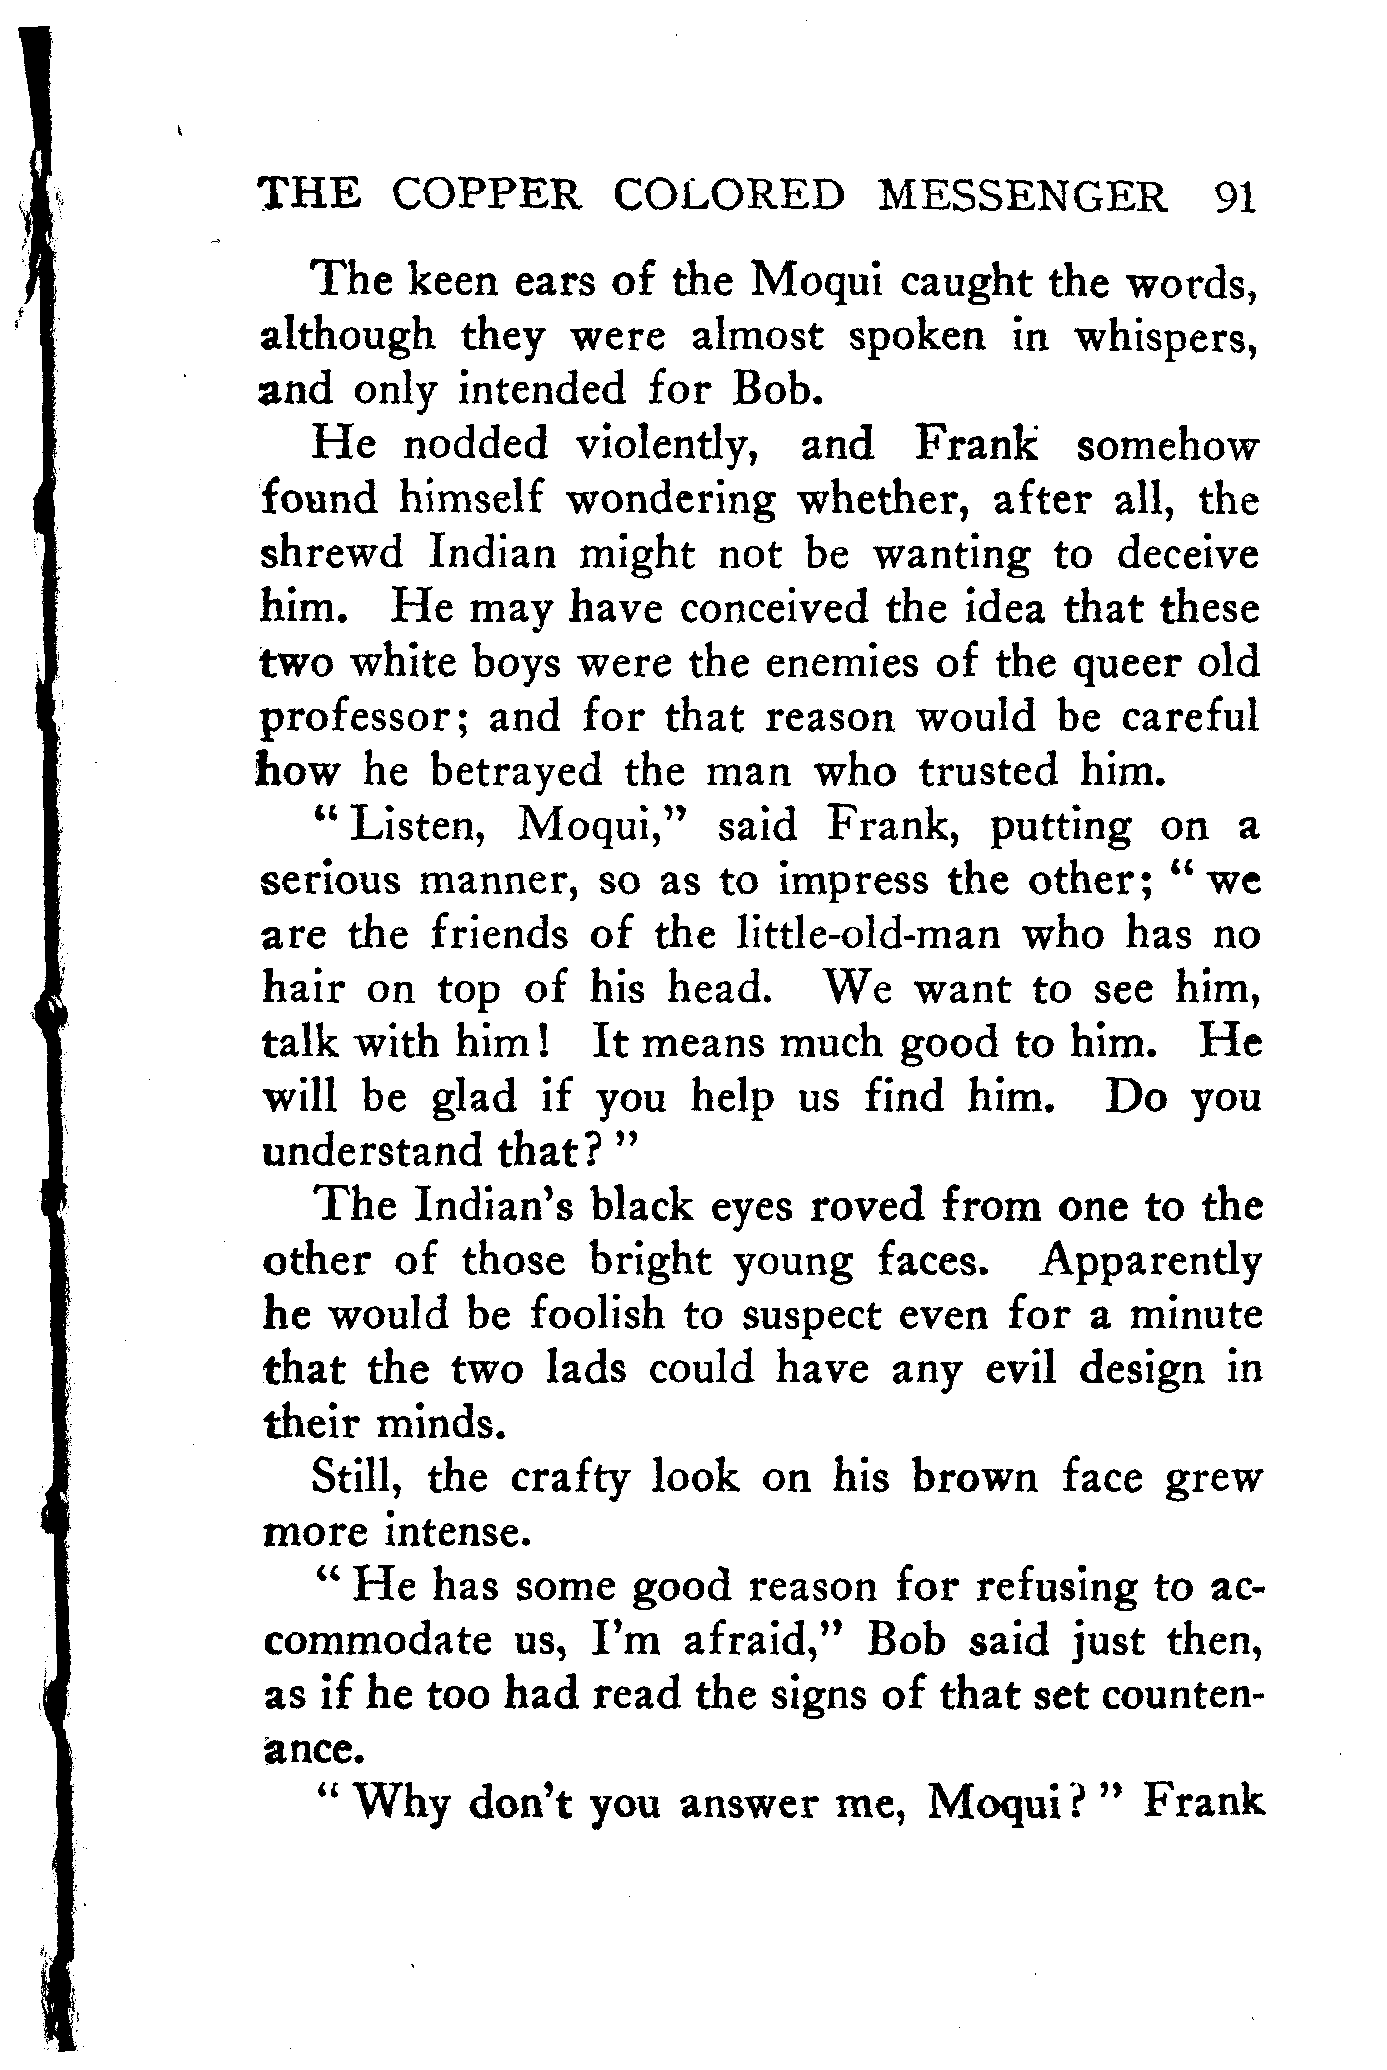 THE COPPER COLORED MESSENGER 91
The keen ears of the Moqui caught the words,
although they were almost spoken in whispers,
and only intended for Bob.
He nodded violently, and Frank somehow
found himself wondering whether, after all, the
shrewd Indian might not be wanting to deceive
him. He may have conceived the idea that these
two white boys were the enemies of the queer old
professor; and for that reason would be careful
how he betrayed the man who trusted him.
" Listen, Moqui," said Frank, putting on a
serious manner, so as to impress the other; " we
are the friends of the little-old-man who has no
hair on top of his head. We want to see him,
talk with him! It means much good to him. He
will be glad if you help us find him. Do you
understand that? "
The Indian's black eyes roved from one to the
other of those bright young faces. Apparently
he would be foolish to suspect even for a minute
that the two lads could have any evil design in
their minds.
Still, the crafty look on his brown face grew
more intense.
" He has some good reason for refusing to ac-
commodate us, I'm afraid," Bob said just then,
as if he too had read the signs of that set counten-
ance.
" Why don't you answer me, Moqui? " Frank